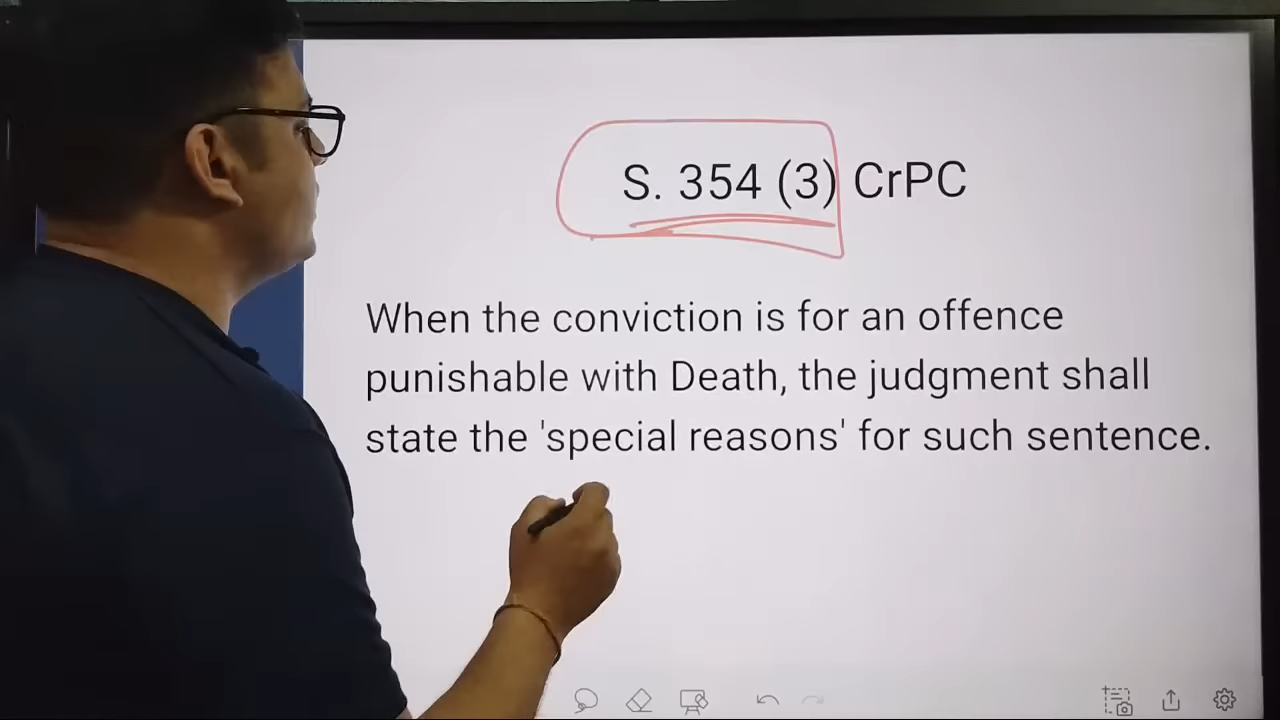 S. 354 (3) CrPC
When the conviction is for an offence
punishable with Death, the judgment shall
state the 'special reasons' for such sentence.